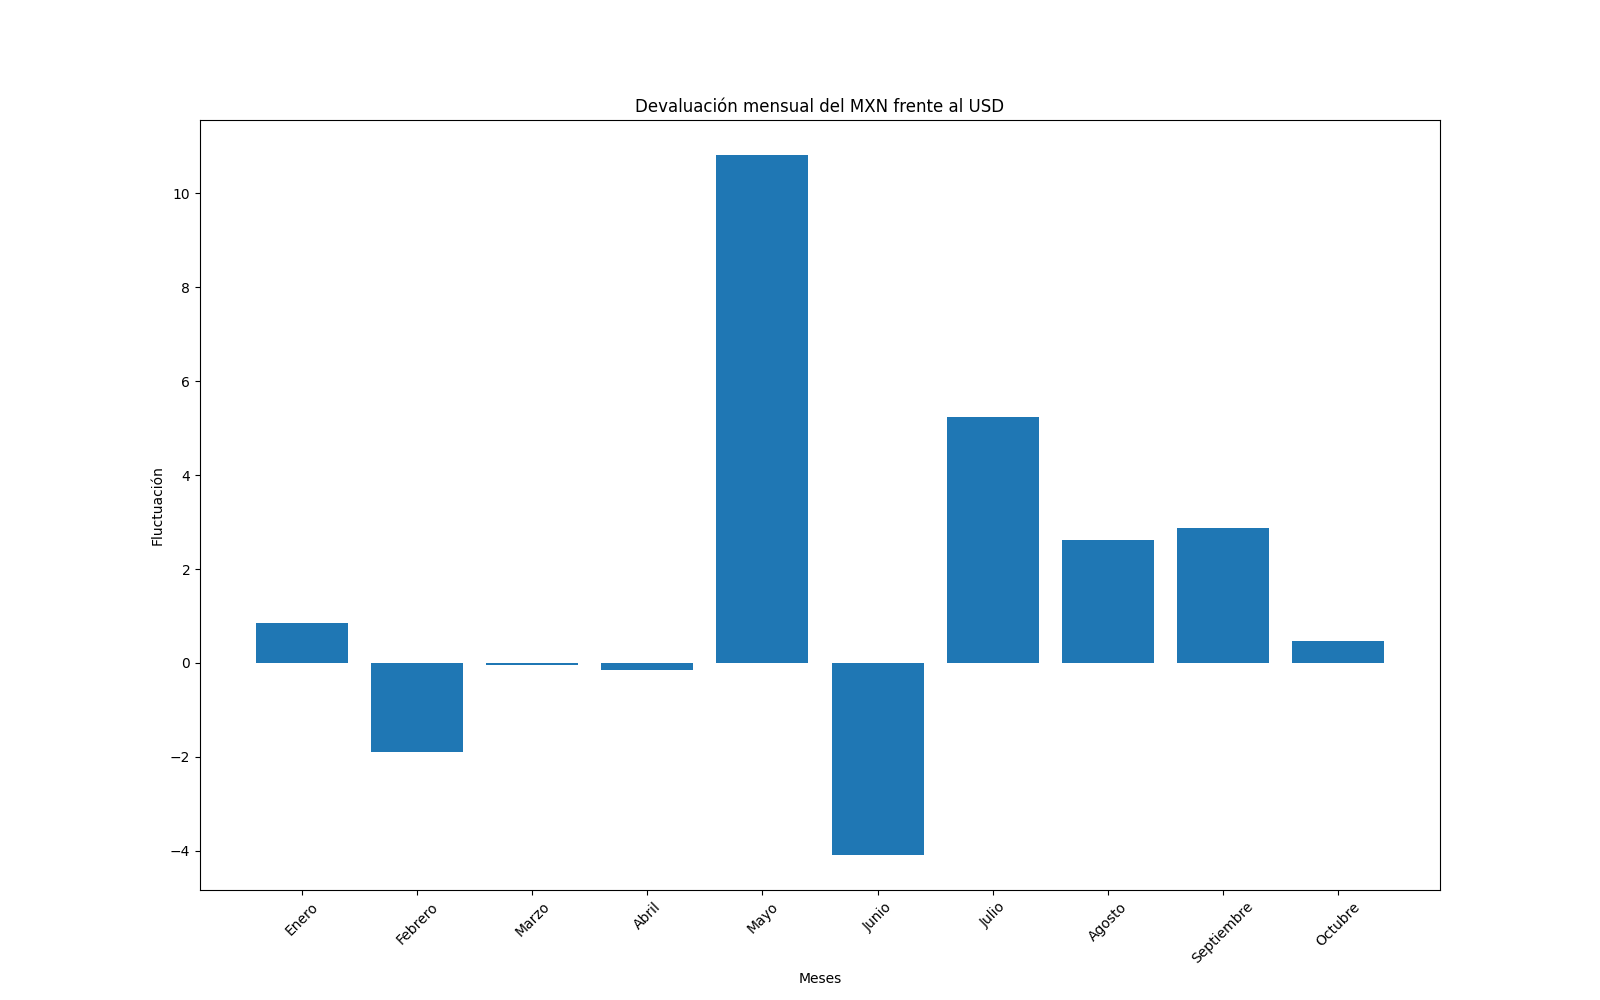 Devaluación mensual del MXN frente al USD
10
8
6
4
2
0
−2
−4
Fluctuación
Enero
Febrero
Marzo
Abril
Mayo
Junio
Julio
Agosto
Septiembre
Octubre
Meses